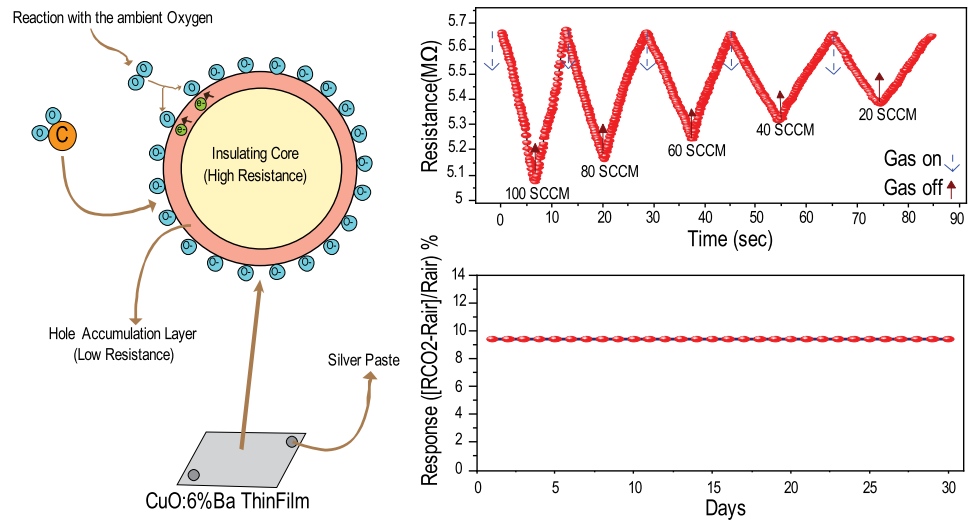 Reaction with the ambient Oxygen
O- O- O- O- O- O- O- O- O- O- O- O- O- O- O- O- O- O- O- O- O- O- O- O-
O
O
O
O
C
e-
e-
Insulating Core
(High Resistance)
Hole Accumulation Layer
(Low Resistance)
Silver Paste
CuO:6%Ba ThinFilm
Resistance(MΩ)
5.7
5.6
5.5
5.4
5.3
5.2
5.1
5
100 SCCM
80 SCCM
60 SCCM
40 SCCM
20 SCCM
Gas on
Gas off
0 10 20 30 40 50 60 70 80 90
Time (sec)
Response ([RCO2-Rair]/Rair) %
14
12
10
8
6
4
2
0
0 5 10 15 20 25 30
Days